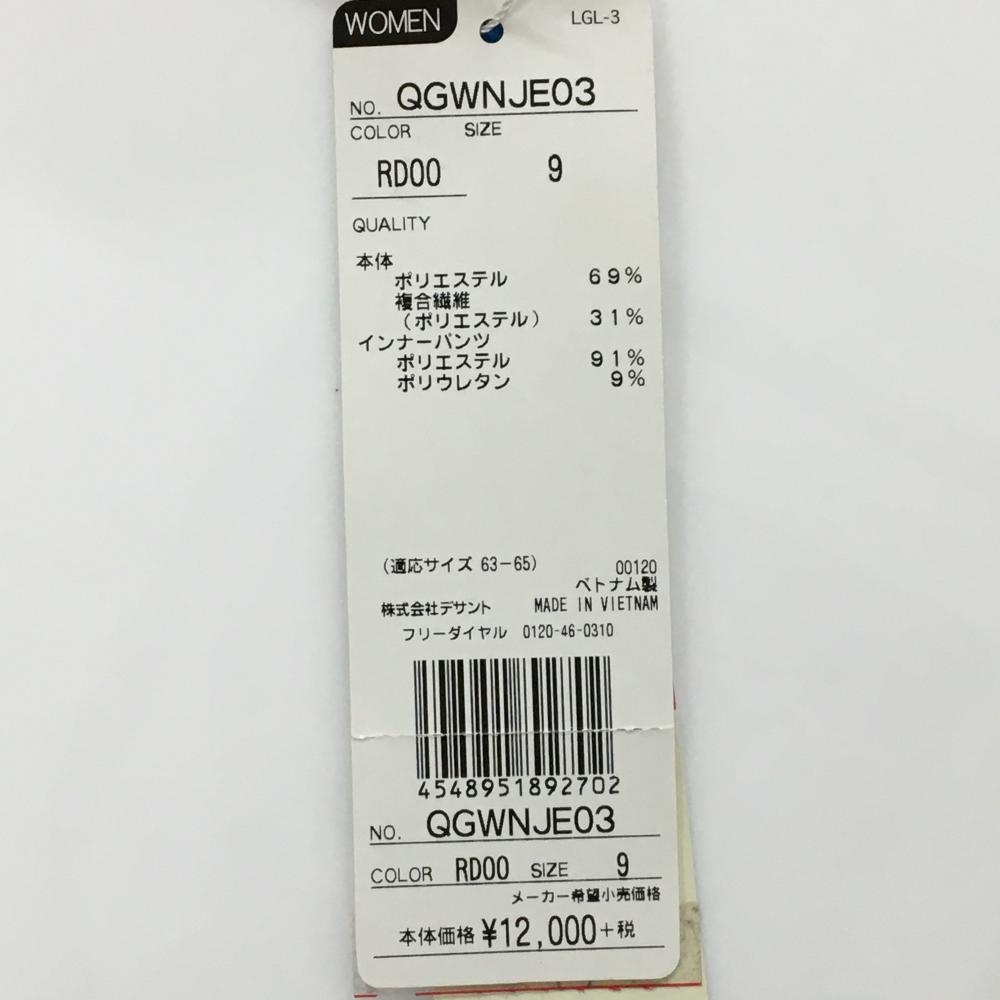 WOMEN LGL-3
NO. QGWNJE03
COLOR SIZE
RD00 9
QUALITY
本体
ポリエステル 69%
複合繊維
(ポリエステル) 31%
インナーパンツ
ポリエステル 91%
ポリウレタン 9%
(適応サイズ 63-65) 00120
ベトナム製
株式会社デサント MADE IN VIETNAM
フリーダイヤル 0120-46-0310
4548951892702
NO. QGWNJE03
COLOR RD00 SIZE 9
メーカー希望小売価格
本体価格 ¥12,000+税